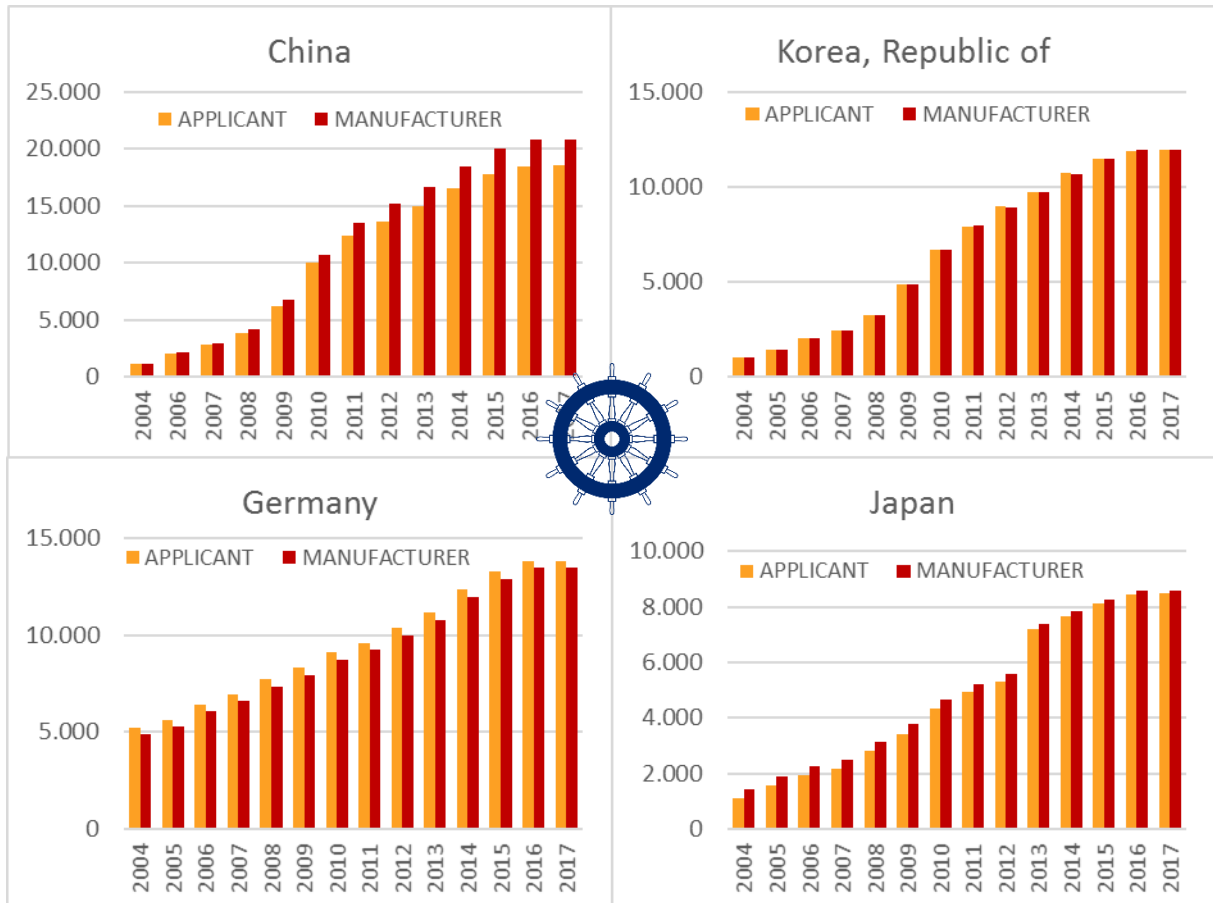 China
25.000
APPLICANT MANUFACTURER
20.000
15.000
10.000
5.000
0
2004 2006 2007 2008 2009 2010 2011 2012 2013 2014 2015 2016
Korea, Republic of
15.000
APPLICANT MANUFACTURER
10.000
5.000
0
2004 2005 2006 2007 2008 2009 2010 2011 2012 2013 2014 2015 2016 2017
Germany
15.000
APPLICANT MANUFACTURER
10.000
5.000
0
2004 2005 2006 2007 2008 2009 2010 2011 2012 2013 2014 2015 2016 2017
Japan
10.000
APPLICANT MANUFACTURER
8.000
6.000
4.000
2.000
0
2004 2005 2006 2007 2008 2009 2010 2011 2012 2013 2014 2015 2016 2017